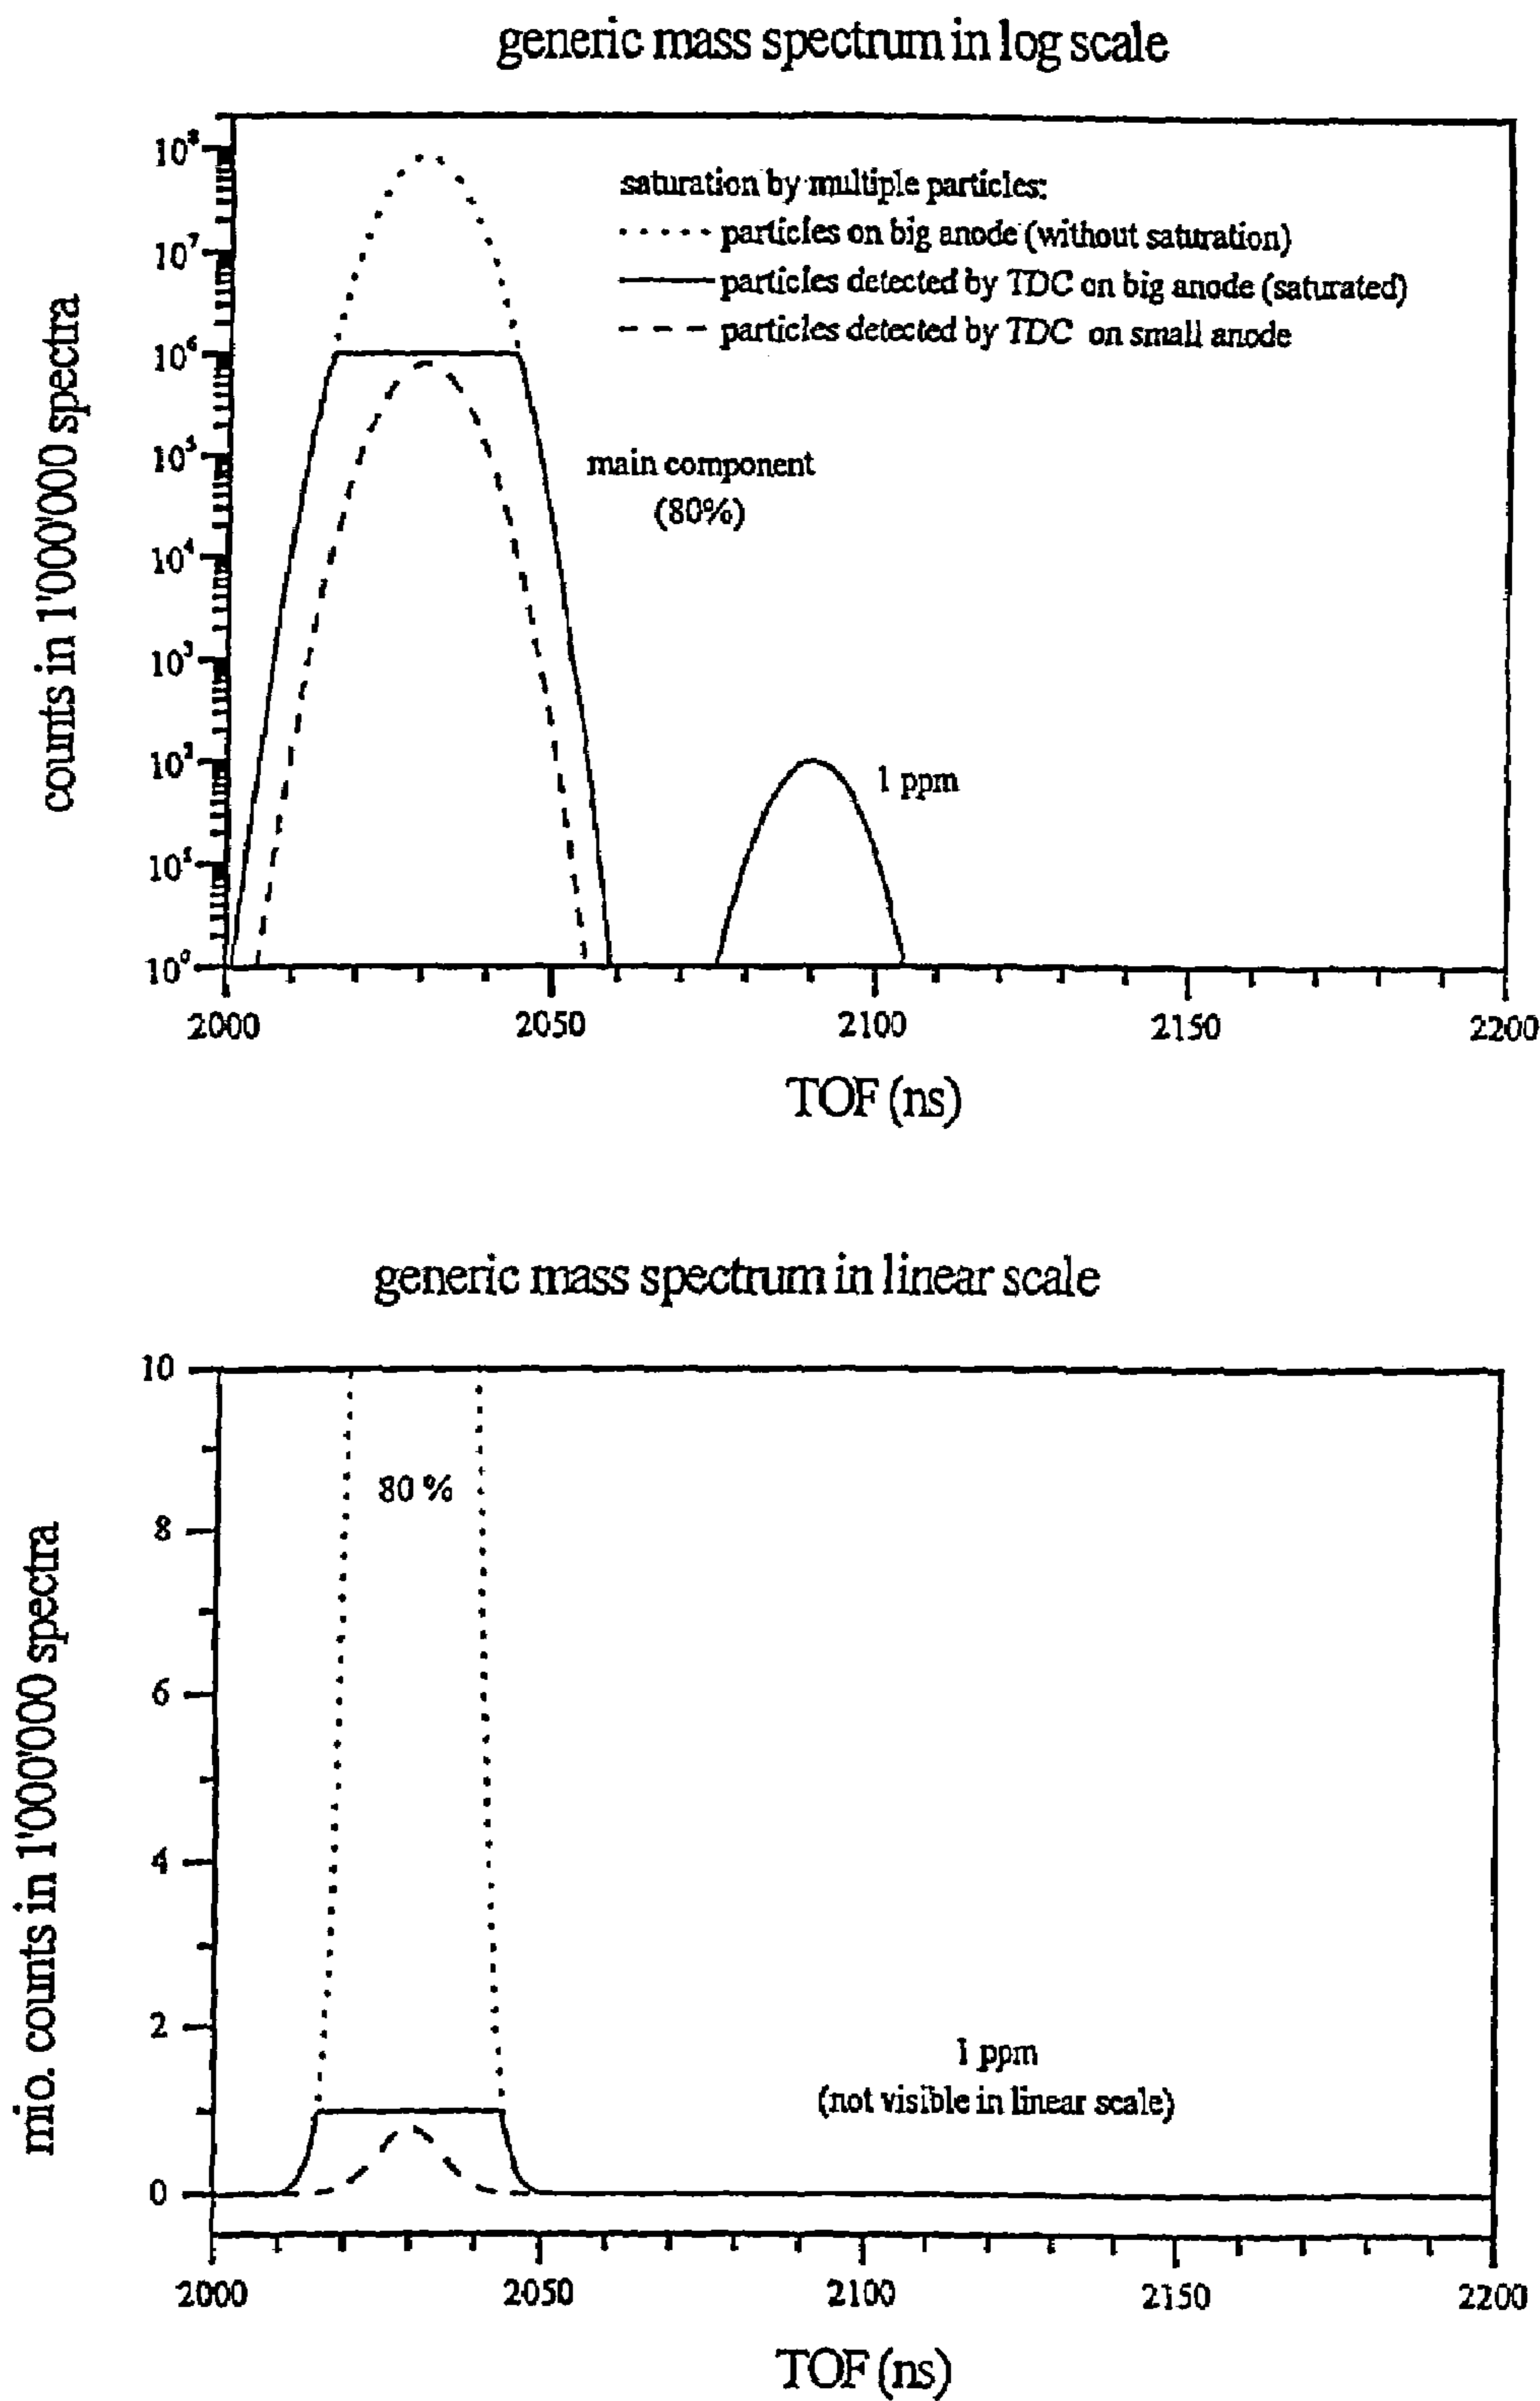 generic mass spectrum in log scale
counts in 1'000'000 spectra
10⁸
10⁷
10⁶
10⁵
10⁴
10³
10²
10¹
10⁰
saturation by multiple particles:
particles on big anode (without saturation)
particles detected by TDC on big anode (saturated)
particles detected by TDC on small anode
main component
(80%)
1 ppm
2000 2050 2100 2150 2200
TOF (ns)
generic mass spectrum in linear scale
mio. counts in 1'000'000 spectra
10
8
6
4
2
0
80 %
1 ppm
(not visible in linear scale)
2000 2050 2100 2150 2200
TOF (ns)